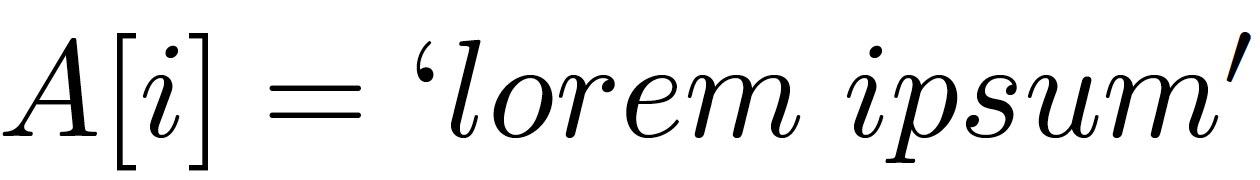 A[i] = ‘lorem ipsum′